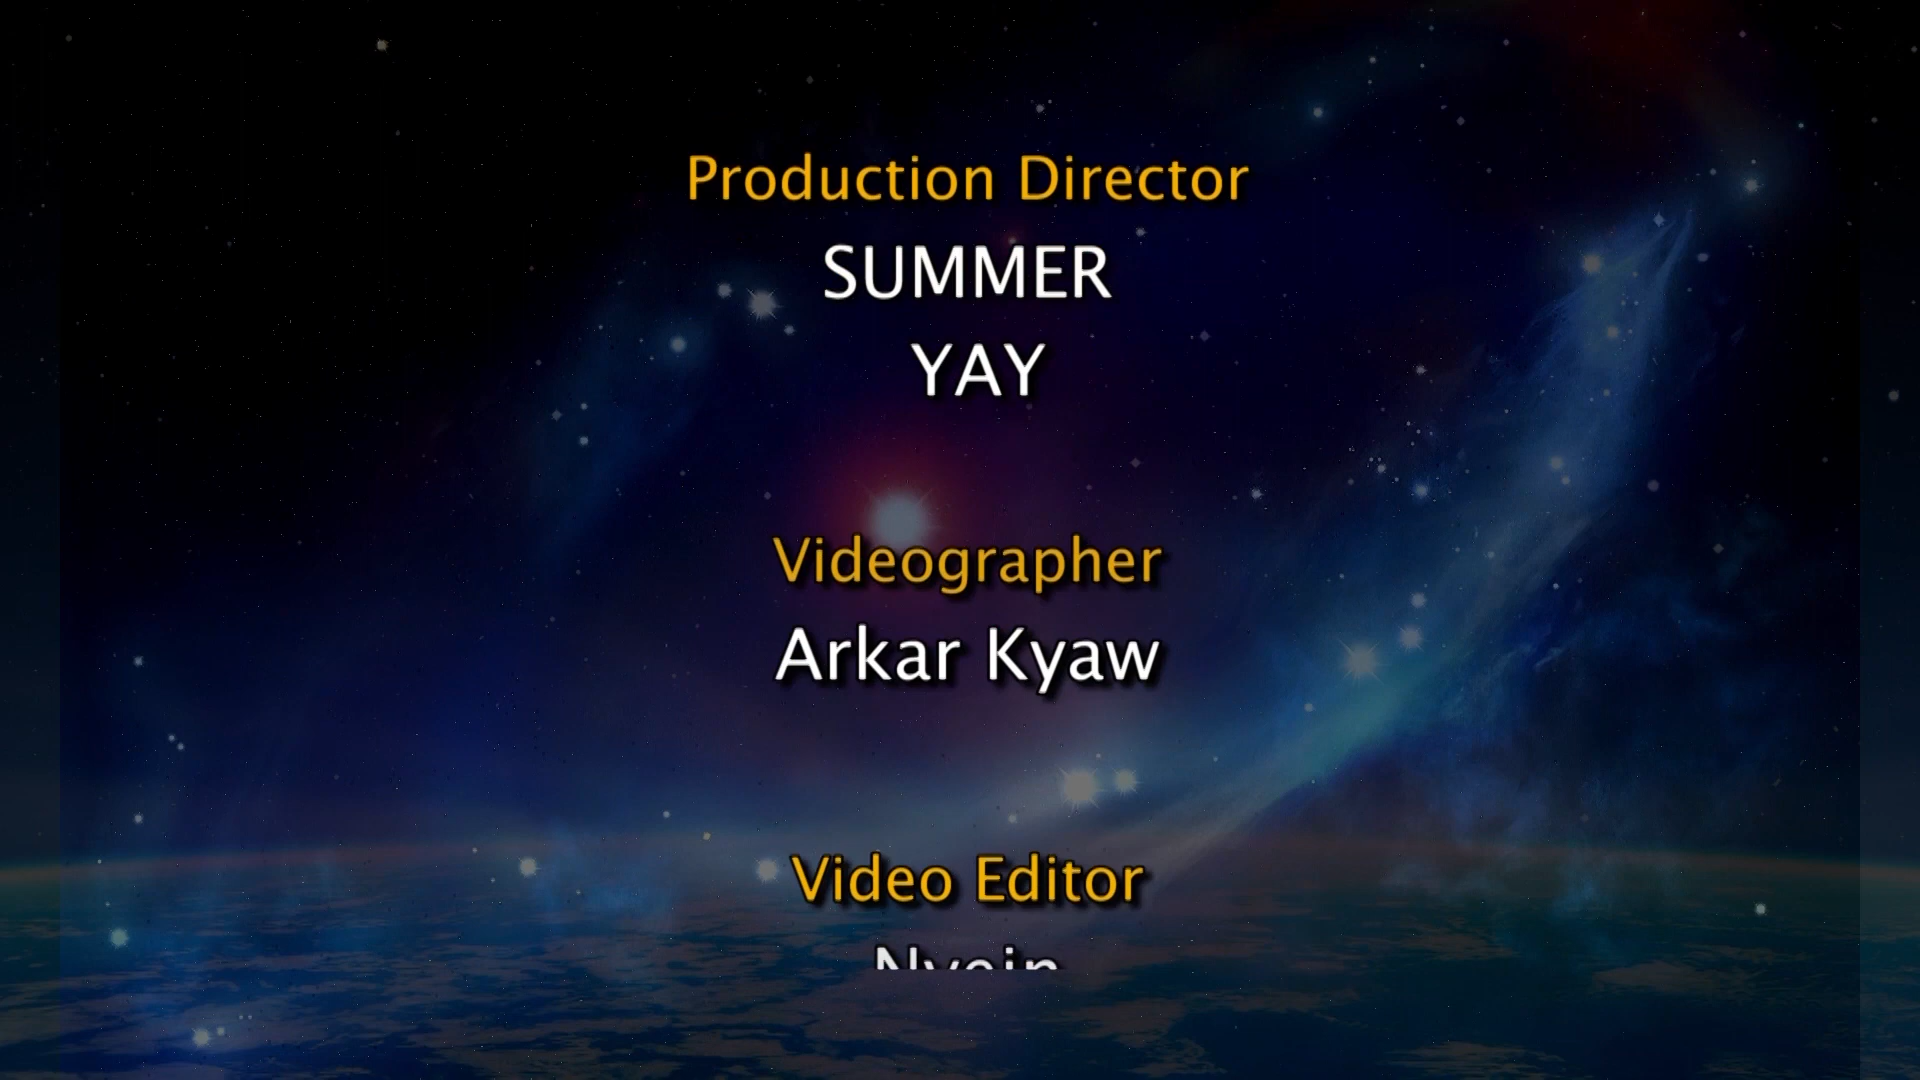 Production Director
SUMMER
YAY
Videographer
Arkar Kyaw
Video Editor